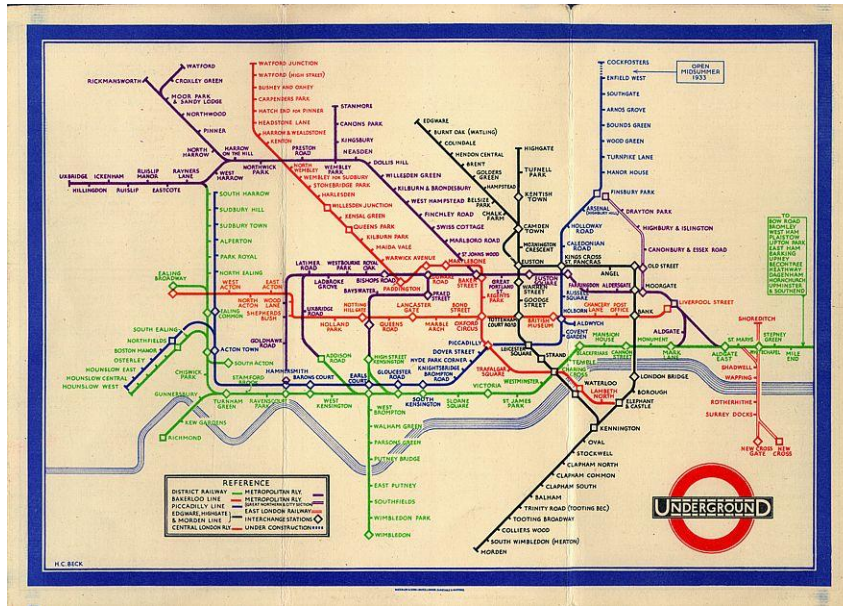 WATFORD
CROXLEY GREEN
RICKMANSWORTH
MOOR PARK
& SANDY LODGE
NORTHWOOD
PINNER
NORTH
HARROW
HARROW
ON THE HILL
WEST
HARROW
RAYNERS
LANE
EASTCOTE
RUISLIP
MANOR
RUISLIP
ICKENHAM
HILLINGDON
UXBRIDGE
WATFORD JUNCTION
WATFORD (HIGH STREET)
BUSHEY AND OXHEY
CARPENDERS PARK
HATCH END FOR PINNER
HEADSTONE LANE
HARROW & WEALDSTONE
KENTON
NORTHWICK
PARK
PRESTON
ROAD
WEMBLEY
PARK
STANMORE
CANONS PARK
KINGSBURY
NEASDEN
DOLLIS HILL
WILLESDEN GREEN
KILBURN & BRONDESBURY
WEST HAMPSTEAD
FINCHLEY ROAD
SWISS COTTAGE
MARLBORO ROAD
ST JOHNS WOOD
NORTH
WEMBLEY
WEMBLEY FOR SUDBURY
STONEBRIDGE PARK
HARLESDEN
WILLESDEN JUNCTION
KENSAL GREEN
QUEENS PARK
KILBURN PARK
MAIDA VALE
WARWICK AVENUE
PADDINGTON
MARYLEBONE
EDGWARE
BURNT OAK (WATLING)
COLINDALE
HENDON CENTRAL
BRENT
GOLDERS
GREEN
HAMPSTEAD
BELSIZE
PARK
CHALK
FARM
HIGHGATE
TUFNELL
PARK
KENTISH
TOWN
CAMDEN
TOWN
MORNINGTON
CRESCENT
EUSTON
COCKFOSTERS
ENFIELD WEST
SOUTHGATE
ARNOS GROVE
BOUNDS GREEN
WOOD GREEN
TURNPIKE LANE
MANOR HOUSE
OPEN
MIDSUMMER
1933
FINSBURY PARK
ARSENAL
(HIGHBURY HILL)
HOLLOWAY
ROAD
CALEDONIAN
ROAD
KINGS CROSS
ST. PANCRAS
DRAYTON PARK
HIGHBURY & ISLINGTON
CANONBURY & ESSEX ROAD
OLD STREET
ANGEL
MOORGATE
SOUTH HARROW
SUDBURY HILL
SUDBURY TOWN
ALPERTON
PARK ROYAL
NORTH EALING
EALING
BROADWAY
EALING
COMMON
WEST
ACTON
NORTH
ACTON
EAST
ACTON
WOOD
LANE
SHEPHERDS
BUSH
LATIMER
ROAD
LADBROKE
GROVE
WESTBOURNE
PARK
ROYAL
OAK
BISHOPS ROAD
BAYSWATER
EDGWARE
ROAD
PRAED
STREET
BAKER
STREET
GREAT
PORTLAND
ST.
REGENTS
PARK
EUSTON
SQUARE
WARREN
STREET
GOODGE
STREET
FARRINGDON
ALDERSGATE
UXBRIDGE
ROAD
HOLLAND
PARK
NOTTING
HILL GATE
QUEENS
ROAD
LANCASTER
GATE
MARBLE
ARCH
BOND
STREET
OXFORD
CIRCUS
TOTTENHAM
COURT ROAD
BRITISH
MUSEUM
RUSSELL
SQUARE
HOLBORN
CHANCERY
LANE
POST
OFFICE
BANK
LIVERPOOL STREET
ALDWYCH
COVENT
GARDEN
LEICESTER
SQUARE
PICCADILLY
DOVER STREET
HYDE PARK CORNER
KNIGHTSBRIDGE
BROMPTON
ROAD
SOUTH
KENSINGTON
GLOUCESTER
ROAD
HIGH STREET
KENSINGTON
EARLS
COURT
ADDISON
ROAD
WEST
KENSINGTON
BARONS COURT
HAMMERSMITH
GOLDHAWK
ROAD
RAVENSCOURT
PARK
STAMFORD
BROOK
TURNHAM
GREEN
CHISWICK
PARK
SOUTH ACTON
ACTON TOWN
SOUTH EALING
NORTHFIELDS
BOSTON MANOR
OSTERLEY
HOUNSLOW EAST
HOUNSLOW CENTRAL
HOUNSLOW WEST
GUNNERSBURY
KEW GARDENS
RICHMOND
WEST
BROMPTON
WALHAM GREEN
PARSONS GREEN
PUTNEY BRIDGE
EAST PUTNEY
SOUTHFIELDS
WIMBLEDON PARK
WIMBLEDON
SLOANE
SQUARE
VICTORIA
ST. JAMES
PARK
WESTMINSTER
TRAFALGAR
SQUARE
STRAND
CHARING
CROSS
TEMPLE
BLACKFRIARS
MANSION
HOUSE
CANNON
STREET
MONUMENT
MARK
LANE
ALDGATE
ALDGATE
EAST
ST. MARYS
STEPNEY
GREEN
MILE
END
SHOREDITCH
SHADWELL
WAPPING
ROTHERHITHE
SURREY DOCKS
NEW CROSS
GATE
NEW
CROSS
TO
BOW ROAD
BROMLEY
WEST HAM
PLAISTOW
UPTON PARK
EAST HAM
BARKING
UPNEY
BECONTREE
HEATHWAY
DAGENHAM
HORNCHURCH
UPMINSTER
& SOUTHEND
WATERLOO
LAMBETH
NORTH
ELEPHANT
& CASTLE
LONDON BRIDGE
BOROUGH
KENNINGTON
OVAL
STOCKWELL
CLAPHAM NORTH
CLAPHAM COMMON
CLAPHAM SOUTH
BALHAM
TRINITY ROAD (TOOTING BEC)
TOOTING BROADWAY
COLLIERS WOOD
SOUTH WIMBLEDON (MERTON)
MORDEN
REFERENCE
DISTRICT RAILWAY
BAKERLOO LINE
PICCADILLY LINE
EDGWARE, HIGHGATE
& MORDEN LINE
CENTRAL LONDON RLY.
METROPOLITAN RLY.
METROPOLITAN RLY.
(GREAT NORTHERN & CITY SECTION)
EAST LONDON RAILWAY
INTERCHANGE STATIONS
UNDER CONSTRUCTION
UNDERGROUND
H.C. BECK